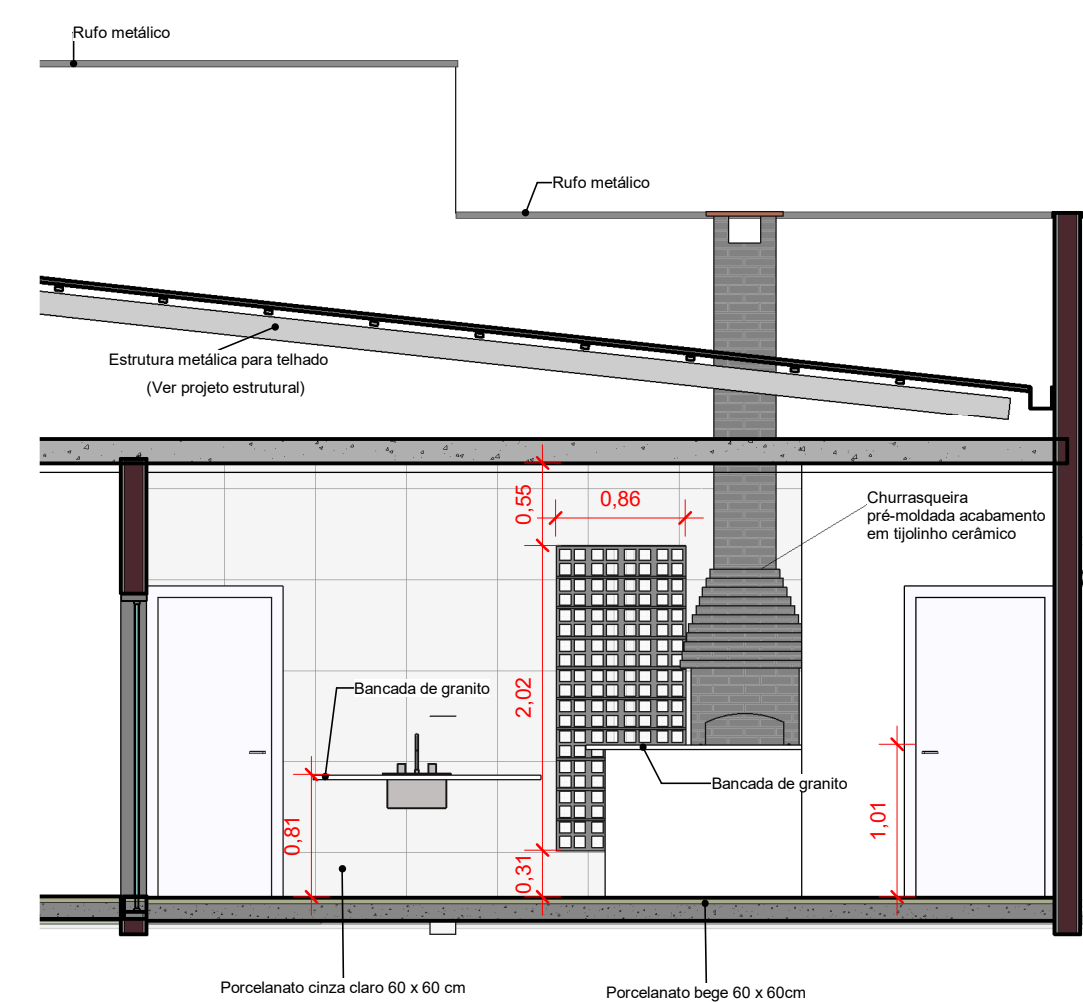 Rufo metálico
Rufo metálico
Estrutura metálica para telhado
(Ver projeto estrutural)
0,55
0,86
Churrasqueira
pré-moldada acabamento
em tijolinho cerâmico
Bancada de granito
2,02
Bancada de granito
0,81
1,01
0,31
Porcelanato cinza claro 60 x 60 cm
Porcelanato bege 60 x 60cm